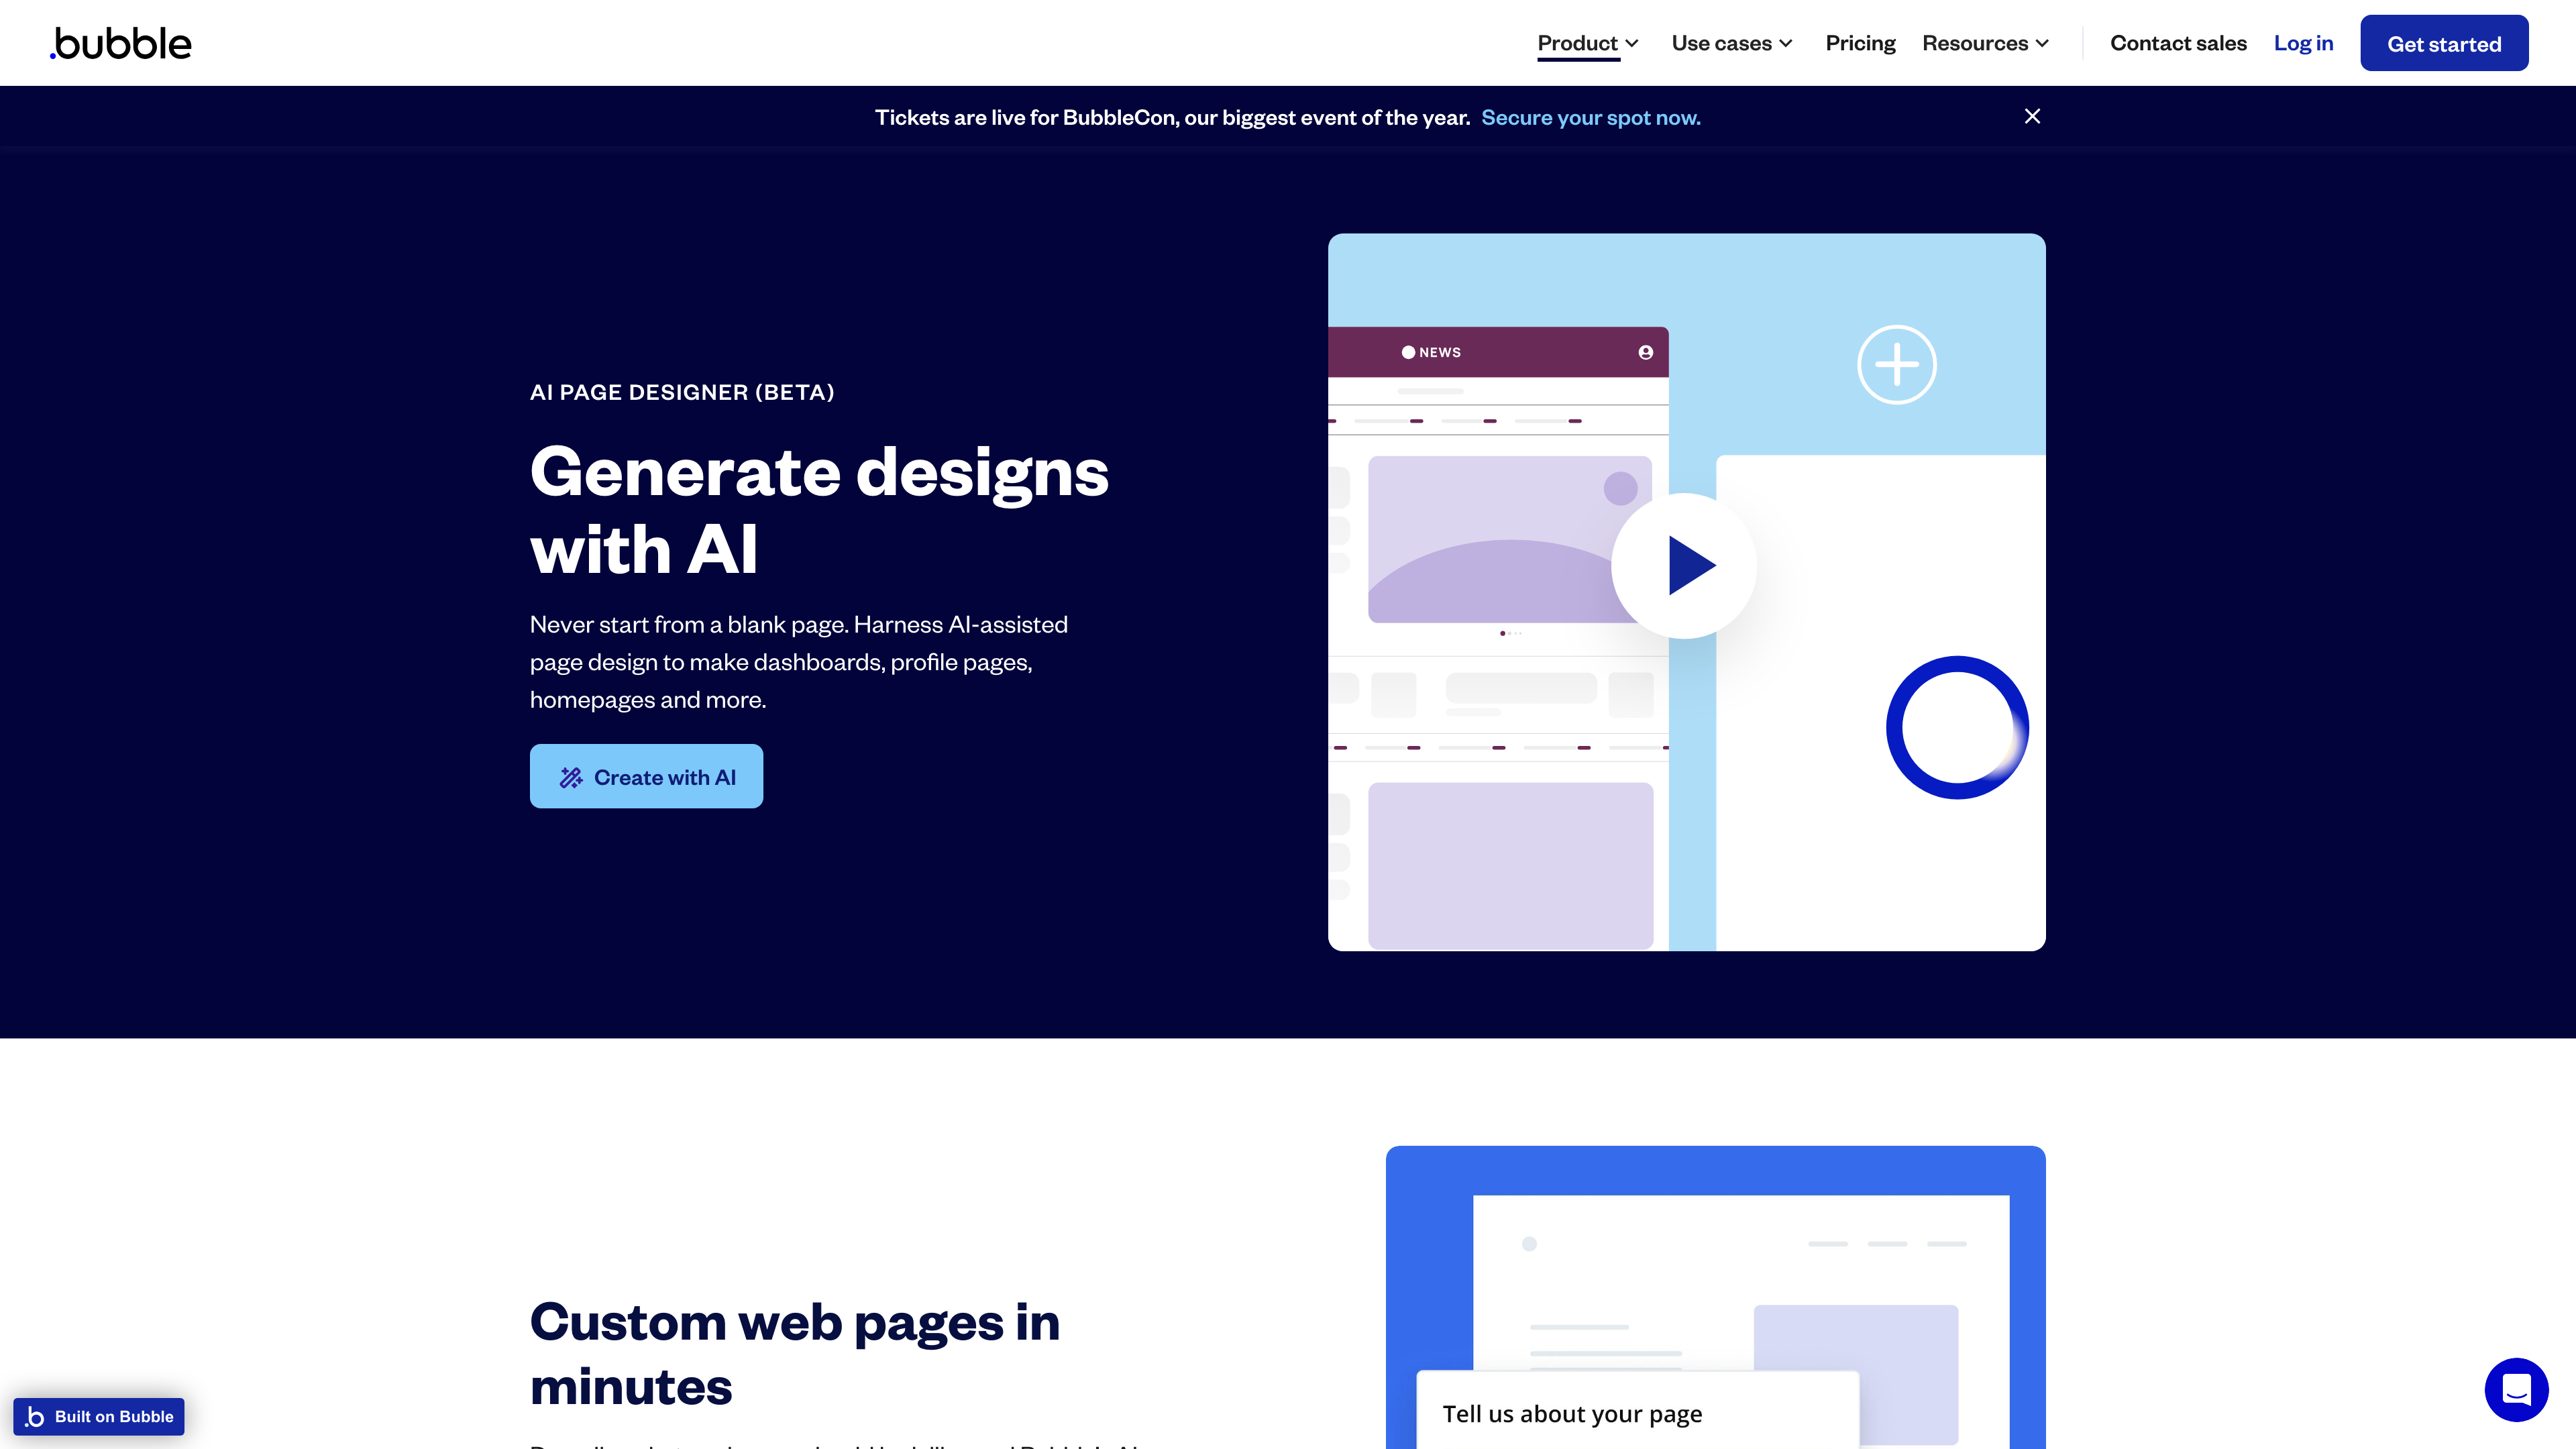 .bubble
Product
Use cases
Pricing
Resources
Contact sales
Log in
Get started
Tickets are live for BubbleCon, our biggest event of the year. Secure your spot now.
AI PAGE DESIGNER (BETA)
Generate designs
with AI
Never start from a blank page. Harness AI-assisted
page design to make dashboards, profile pages,
homepages and more.
Create with AI
NEWS
Custom web pages in
minutes
Tell us about your page
.b Built on Bubble